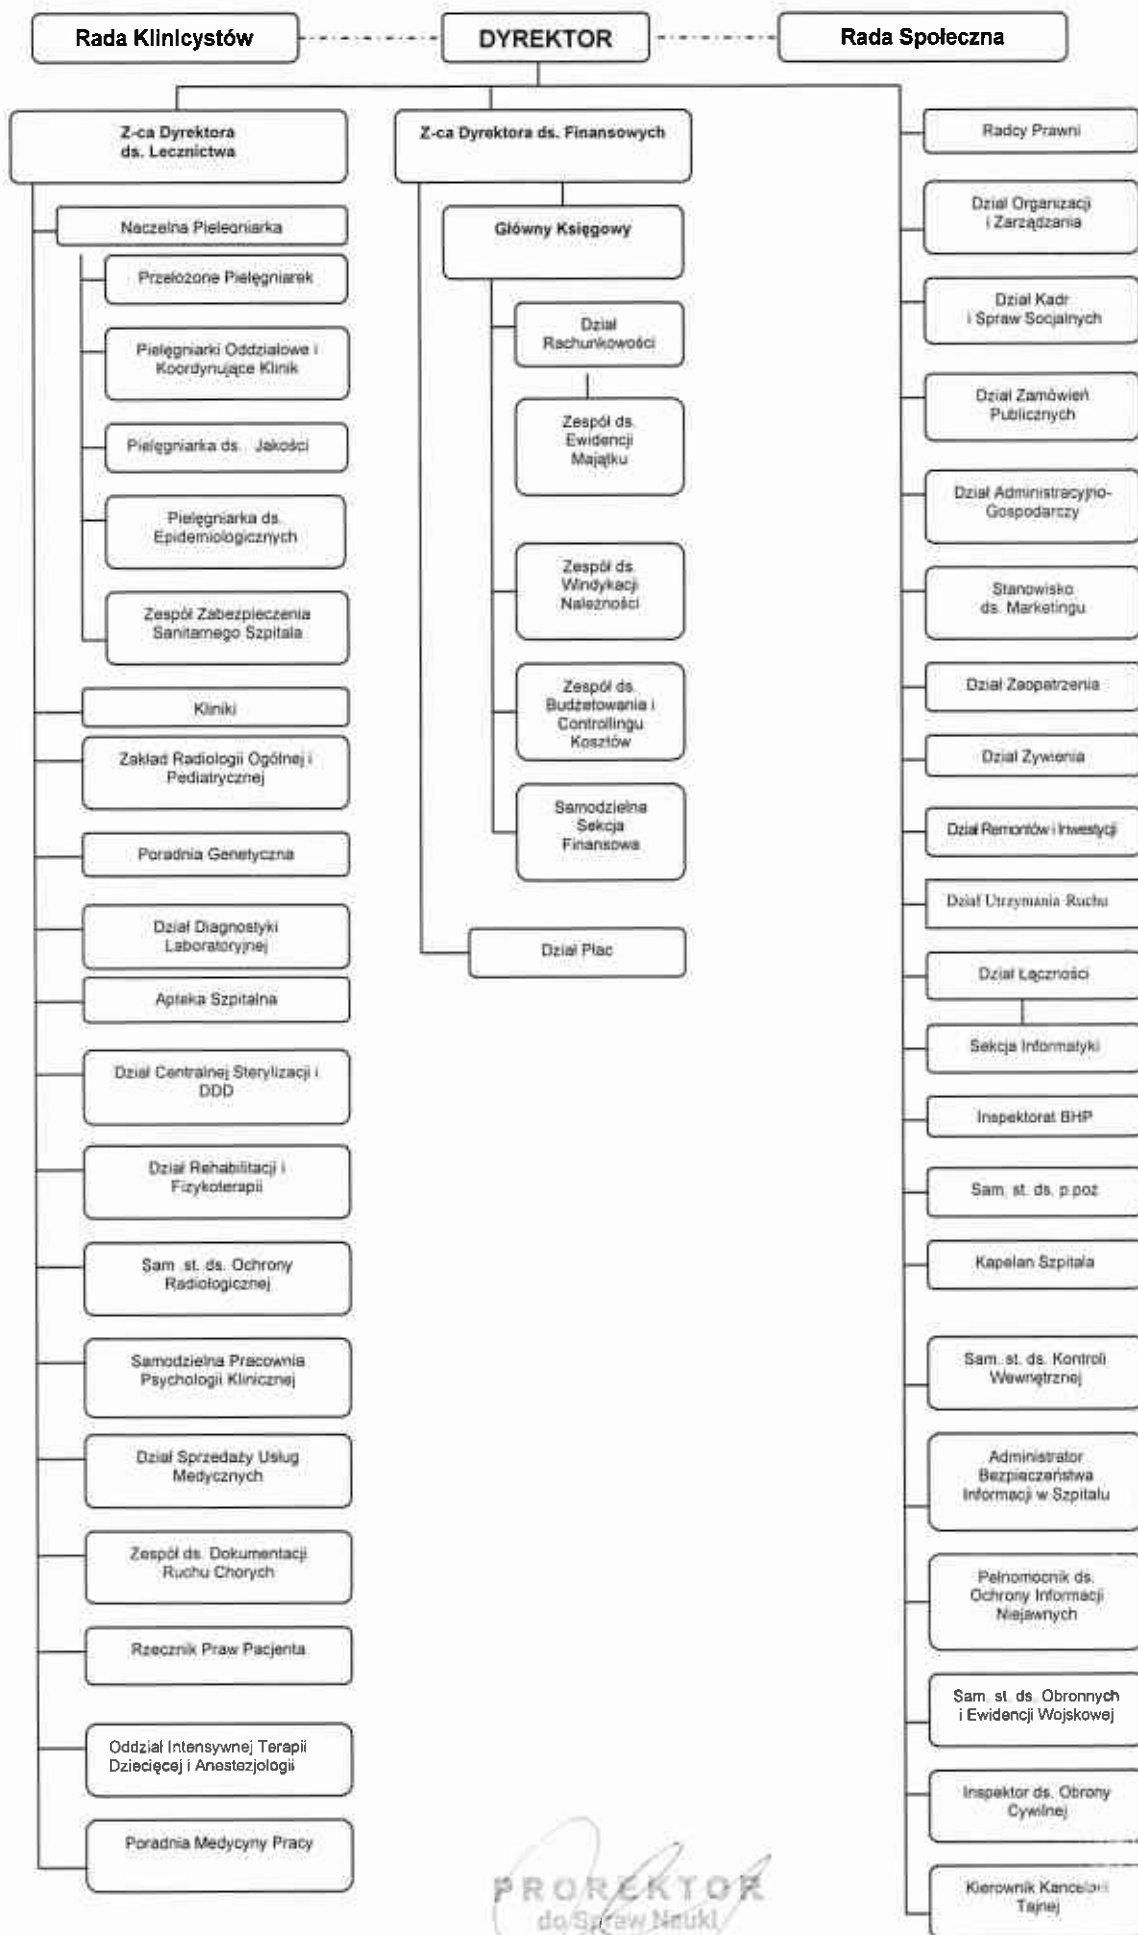 Rada Klinicystów
DYREKTOR
Rada Społeczna
Z-ca Dyrektora
ds. Lecznictwa
Naczelna Pielegniarka
Przełożone Pielęgniarek
Pielęgniarki Oddziałowe i
Koordynujące Klinik
Pielęgniarka ds. Jakości
Pielęgniarka ds.
Epidemiologicznych
Zespół Zabezpieczenia
Sanitarnego Szpitala
Kliniki
Zakład Radiologii Ogólnej i
Pediatrycznej
Poradnia Genetyczna
Dział Diagnostyki
Laboratoryjnej
Apteka Szpitalna
Dział Centralnej Sterylizacji i
DDD
Dział Rehabilitacji i
Fizykoterapii
Sam. st. ds. Ochrony
Radiologicznej
Samodzielna Pracownia
Psychologii Klinicznej
Dział Sprzedaży Usług
Medycznych
Zespół ds. Dokumentacji
Ruchu Chorych
Rzecznik Praw Pacjenta
Oddział Intensywnej Terapii
Dziecięcej i Anestezjologii
Poradnia Medycyny Pracy
Z-ca Dyrektora ds. Finansowych
Główny Księgowy
Dział
Rachunkowości
Zespół ds.
Ewidencji
Majątku
Zespół ds.
Windykacji
Należności
Zespół ds.
Budżetowania i
Controllingu
Kosztów
Samodzielna
Sekcja
Finansowa
Dział Płac
Radcy Prawni
Dział Organizacji
i Zarządzania
Dział Kadr
i Spraw Socjalnych
Dział Zamówień
Publicznych
Dział Administracyjno-
Gospodarczy
Stanowisko
ds. Marketingu
Dział Zaopatrzenia
Dział Żywienia
Dział Remontów i Inwestycji
Dział Utrzymania Ruchu
Dział Łączności
Sekcja Informatyki
Inspektorat BHP
Sam. st. ds. p.poż
Kapelan Szpitala
Sam. st. ds. Kontroli
Wewnętrznej
Administrator
Bezpieczeństwa
Informacji w Szpitalu
Pełnomocnik ds.
Ochrony Informacji
Niejawnych
Sam. st. ds. Obronnych
i Ewidencji Wojskowej
Inspektor ds. Obrony
Cywilnej
Kierownik Kancelarii
Tajnej
PROREKTOR
do Spraw Nauki